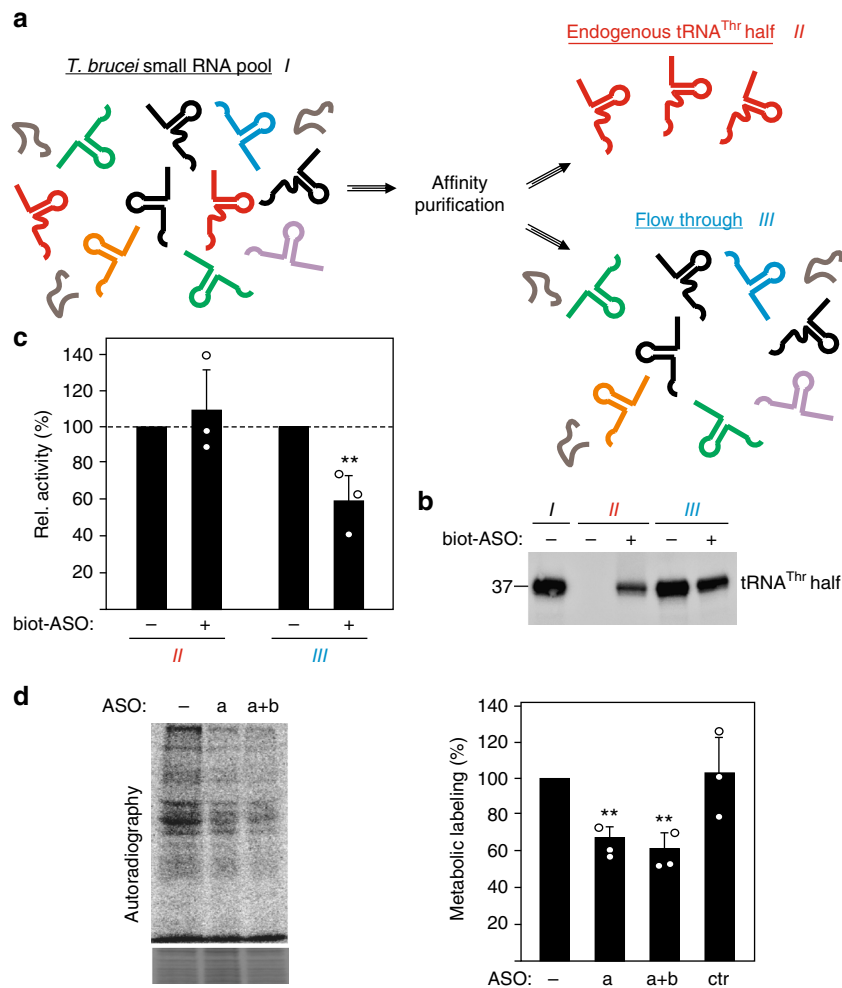 a
T. brucei small RNA pool I
Affinity
purification
Endogenous tRNAThr half II
Flow through III
c
Rel. activity (%)
140
120
100
80
60
40
20
**
biot-ASO: – + – +
II III
b
I II III
biot-ASO: – – + – +
37
tRNAThr half
d
ASO: – a a+b
Autoradiography
Metabolic labeling (%)
140
120
100
80
60
40
20
** **
ASO: – a a+b ctr